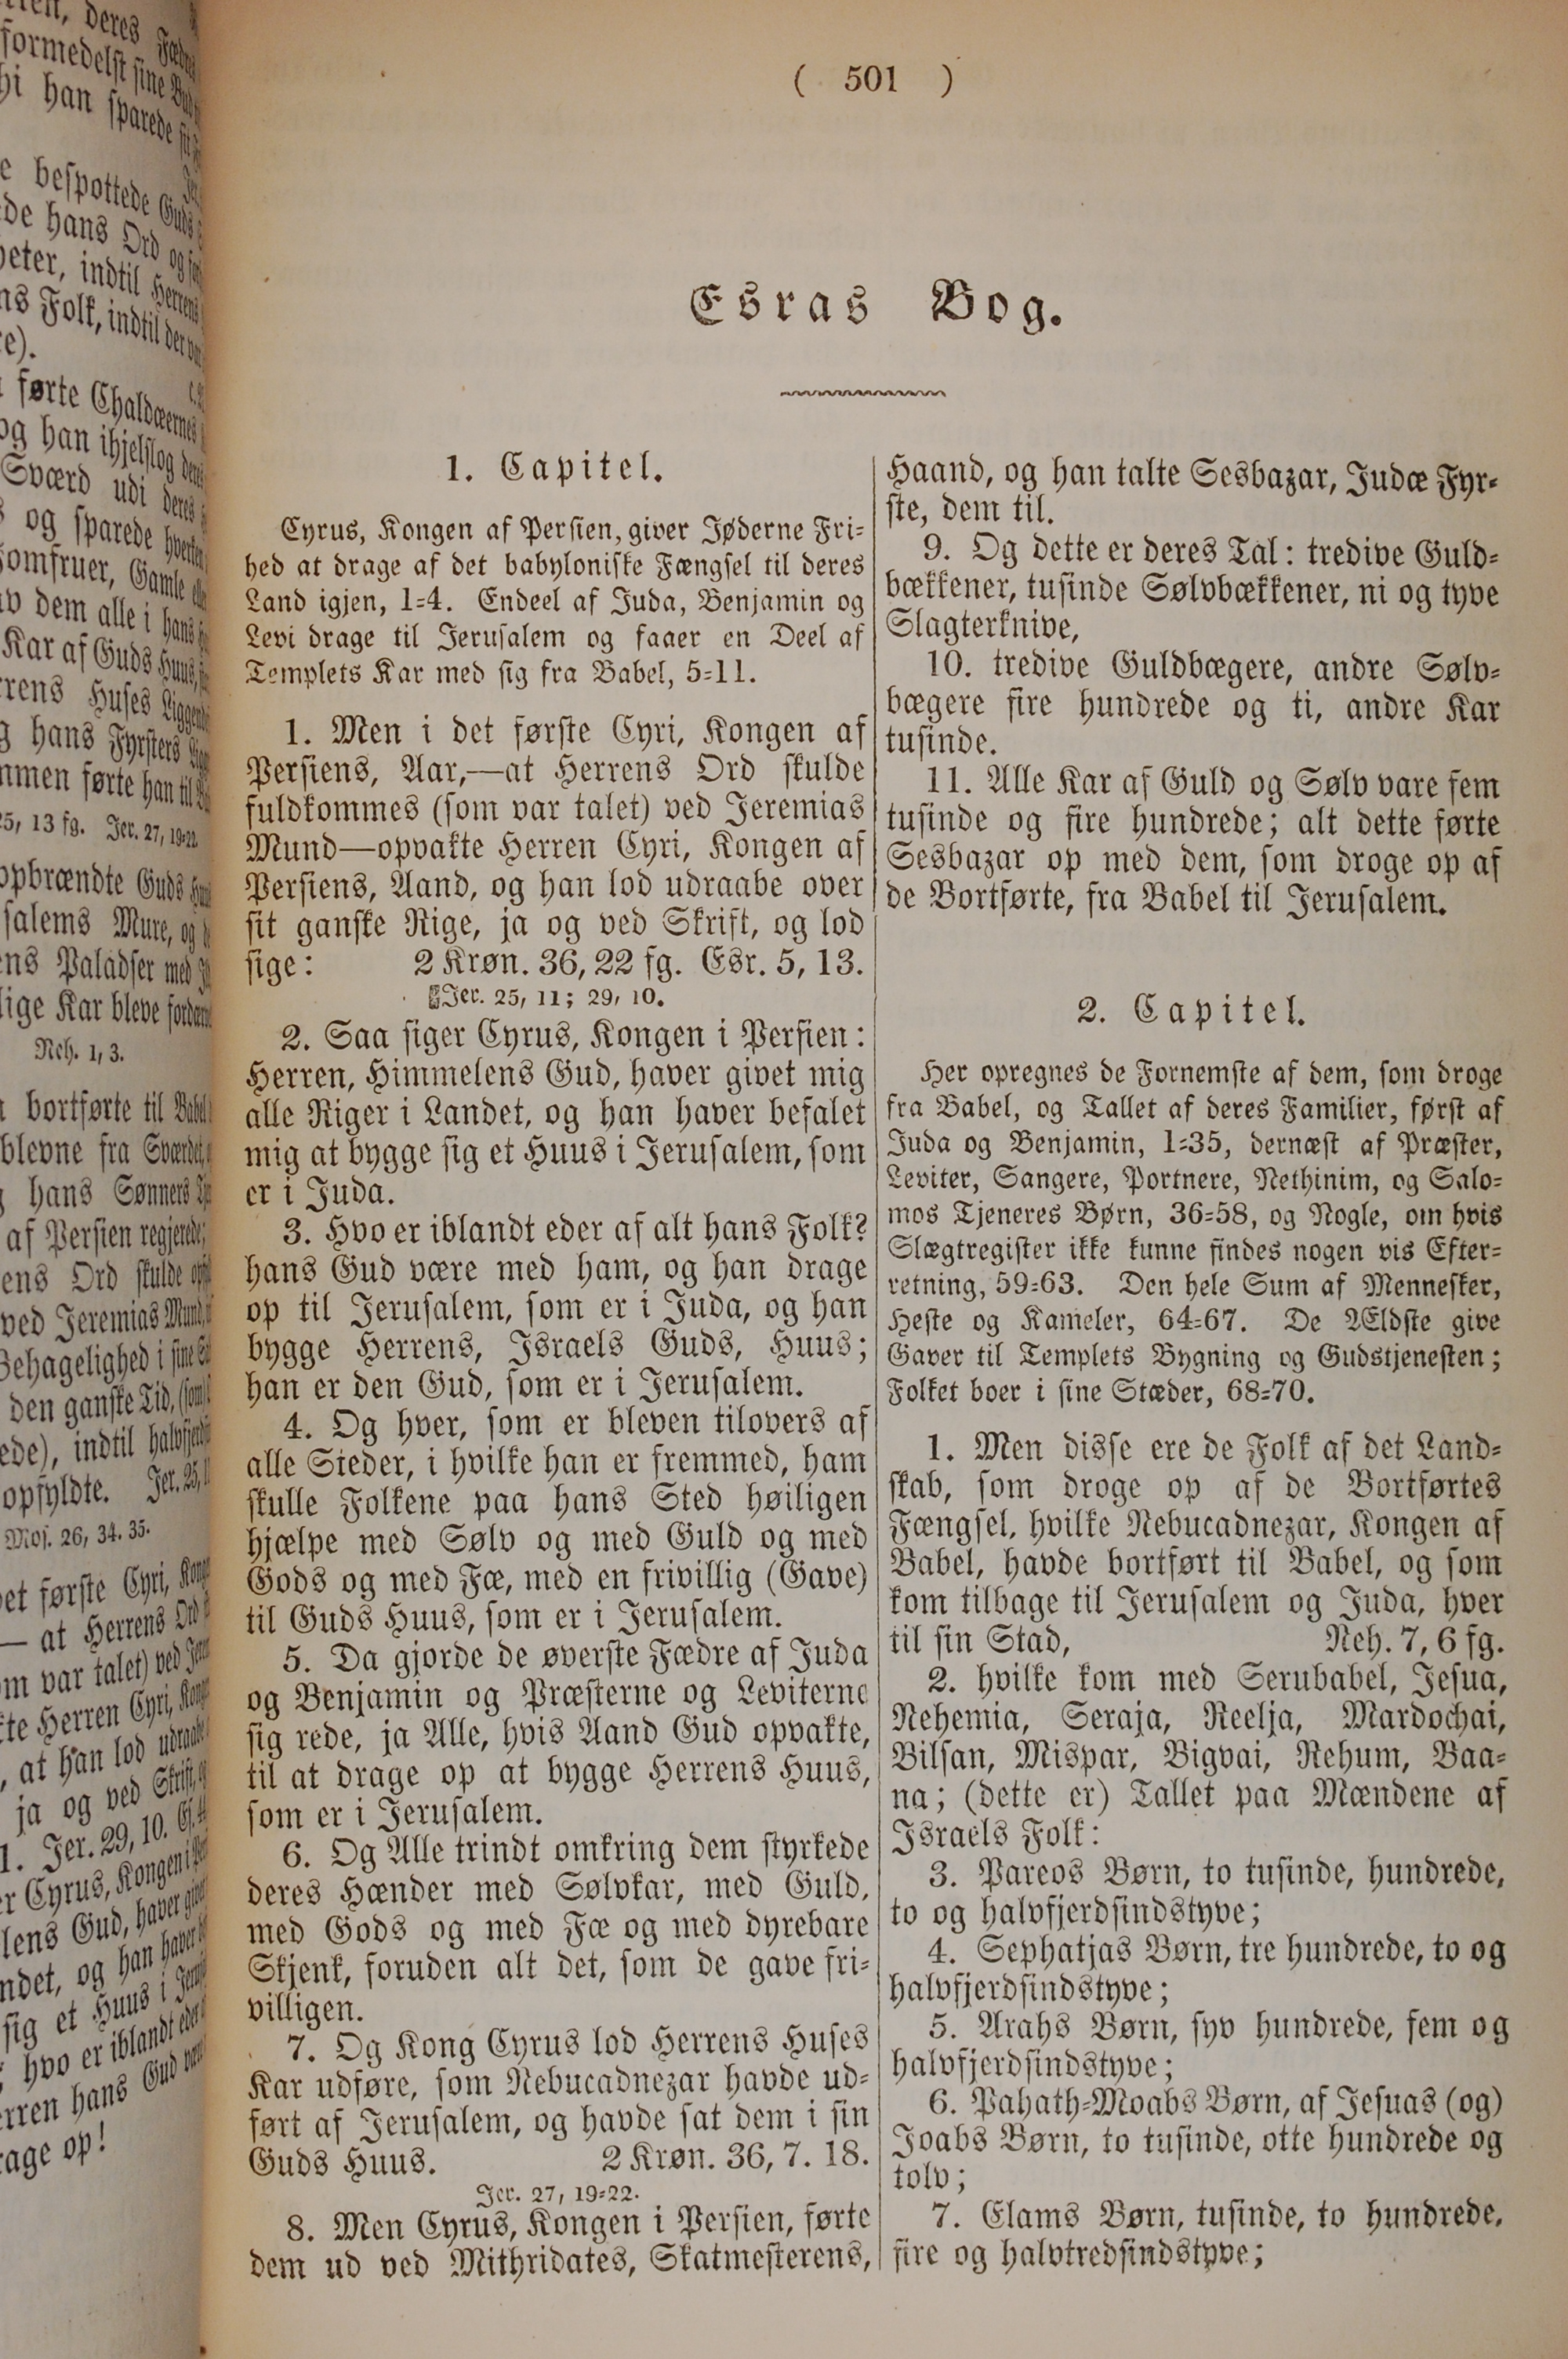 ( 501 )
Esras Bog.
1. Capitel.
Cyrus, Kongen af Persien, giver Jøderne Fri-
hed at drage af det babyloniske Fængsel til deres
Land igjen, 1-4. Endeel af Juda, Benjamin og
Levi drage til Jerusalem og faaer en Deel af
Templets Kar med sig fra Babel, 5-11.
1. Men i det første Cyri, Kongen af
Persiens, Aar,—at Herrens Ord skulde
fuldkommes (som var talet) ved Jeremias
Mund—opvakte Herren Cyri, Kongen af
Persiens, Aand, og han lod udraabe over
sit ganske Rige, ja og ved Skrift, og lod
sige: 2 Krøn. 36, 22 fg. Esr. 5, 13.
Jer. 25, 11; 29, 10.
2. Saa siger Cyrus, Kongen i Persien:
Herren, Himmelens Gud, haver givet mig
alle Riger i Landet, og han haver befalet
mig at bygge sig et Huus i Jerusalem, som
er i Juda.
3. Hvo er iblandt eder af alt hans Folk?
hans Gud være med ham, og han drage
op til Jerusalem, som er i Juda, og han
bygge Herrens, Israels Guds, Huus;
han er den Gud, som er i Jerusalem.
4. Og hver, som er bleven tilovers af
alle Steder, i hvilke han er fremmed, ham
skulle Folkene paa hans Sted høiligen
hjælpe med Sølv og med Guld og med
Gods og med Fæ, med en frivillig (Gave)
til Guds Huus, som er i Jerusalem.
5. Da gjorde de øverste Fædre af Juda
og Benjamin og Præsterne og Leviterne
sig rede, ja Alle, hvis Aand Gud opvakte,
til at drage op at bygge Herrens Huus,
som er i Jerusalem.
6. Og Alle trindt omkring dem styrkede
deres Hænder med Sølvkar, med Guld,
med Gods og med Fæ og med dyrebare
Skjenk, foruden alt det, som de gave fri-
villigen.
7. Og Kong Cyrus lod Herrens Huses
Kar udføre, som Nebucadnezar havde ud-
ført af Jerusalem, og havde sat dem i sin
Guds Huus. 2 Krøn. 36, 7. 18.
Jer. 27, 19-22.
8. Men Cyrus, Kongen i Persien, førte
dem ud ved Mithridates, Skatmesterens,
Haand, og han talte Sesbazar, Judæ Fyr-
ste, dem til.
9. Og dette er deres Tal: tredive Guld-
bækkener, tusinde Sølvbækkener, ni og tyve
Slagterknive,
10. tredive Guldbægere, andre Sølv-
bægere fire hundrede og ti, andre Kar
tusinde.
11. Alle Kar af Guld og Sølv vare fem
tusinde og fire hundrede; alt dette førte
Sesbazar op med dem, som droge op af
de Bortførte, fra Babel til Jerusalem.
2. Capitel.
Her opregnes de Fornemste af dem, som droge
fra Babel, og Tallet af deres Familier, først af
Juda og Benjamin, 1-35, dernæst af Præster,
Leviter, Sangere, Portnere, Nethinim, og Salo-
mos Tjeneres Børn, 36-58, og Nogle, om hvis
Slægtregister ikke kunne findes nogen vis Efter-
retning, 59-63. Den hele Sum af Mennesker,
Heste og Kameler, 64-67. De Ældste give
Gaver til Templets Bygning og Gudstjenesten;
Folket boer i sine Stæder, 68-70.
1. Men disse ere de Folk af det Land-
skab, som droge op af de Bortførtes
Fængsel, hvilke Nebucadnezar, Kongen af
Babel, havde bortført til Babel, og som
kom tilbage til Jerusalem og Juda, hver
til sin Stad, Neh. 7, 6 fg.
2. hvilke kom med Serubabel, Jesua,
Nehemia, Seraja, Reelja, Mardochai,
Bilsan, Mispar, Bigvai, Rehum, Baa-
na; (dette er) Tallet paa Mændene af
Israels Folk:
3. Pareos Børn, to tusinde, hundrede,
to og halvfjerdsindstyve;
4. Sephatjas Børn, tre hundrede, to og
halvfjerdsindstyve;
5. Arahs Børn, syv hundrede, fem og
halvfjerdsindstyve;
6. Pahath-Moabs Børn, af Jesuas (og)
Joabs Børn, to tusinde, otte hundrede og
tolv;
7. Elams Børn, tusinde, to hundrede,
fire og halvtredsindstyve;